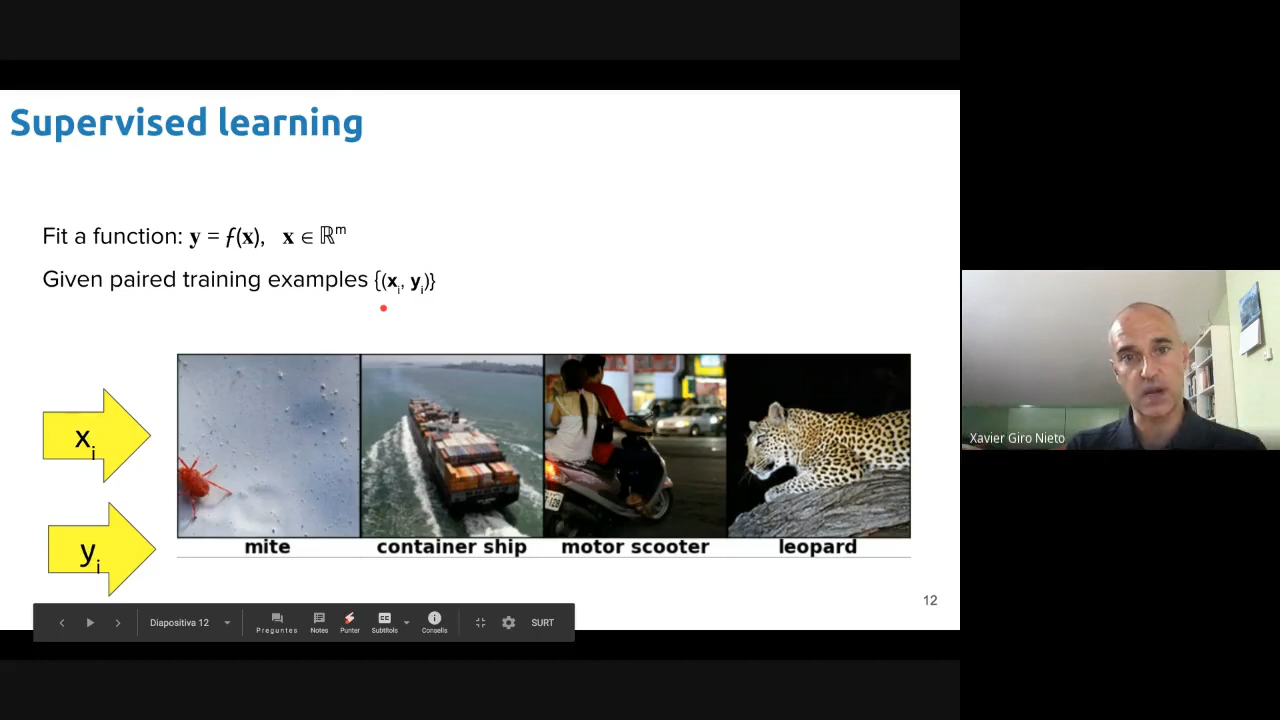 Supervised learning
Fit a function: y = f(x), x ∈ ℝᵐ
Given paired training examples {(xᵢ, yᵢ)}
xᵢ
yᵢ
mite container ship motor scooter leopard
12
Diapositiva 12
Preguntes Notes Punter Subtítols Consells
SURT
Xavier Giro Nieto